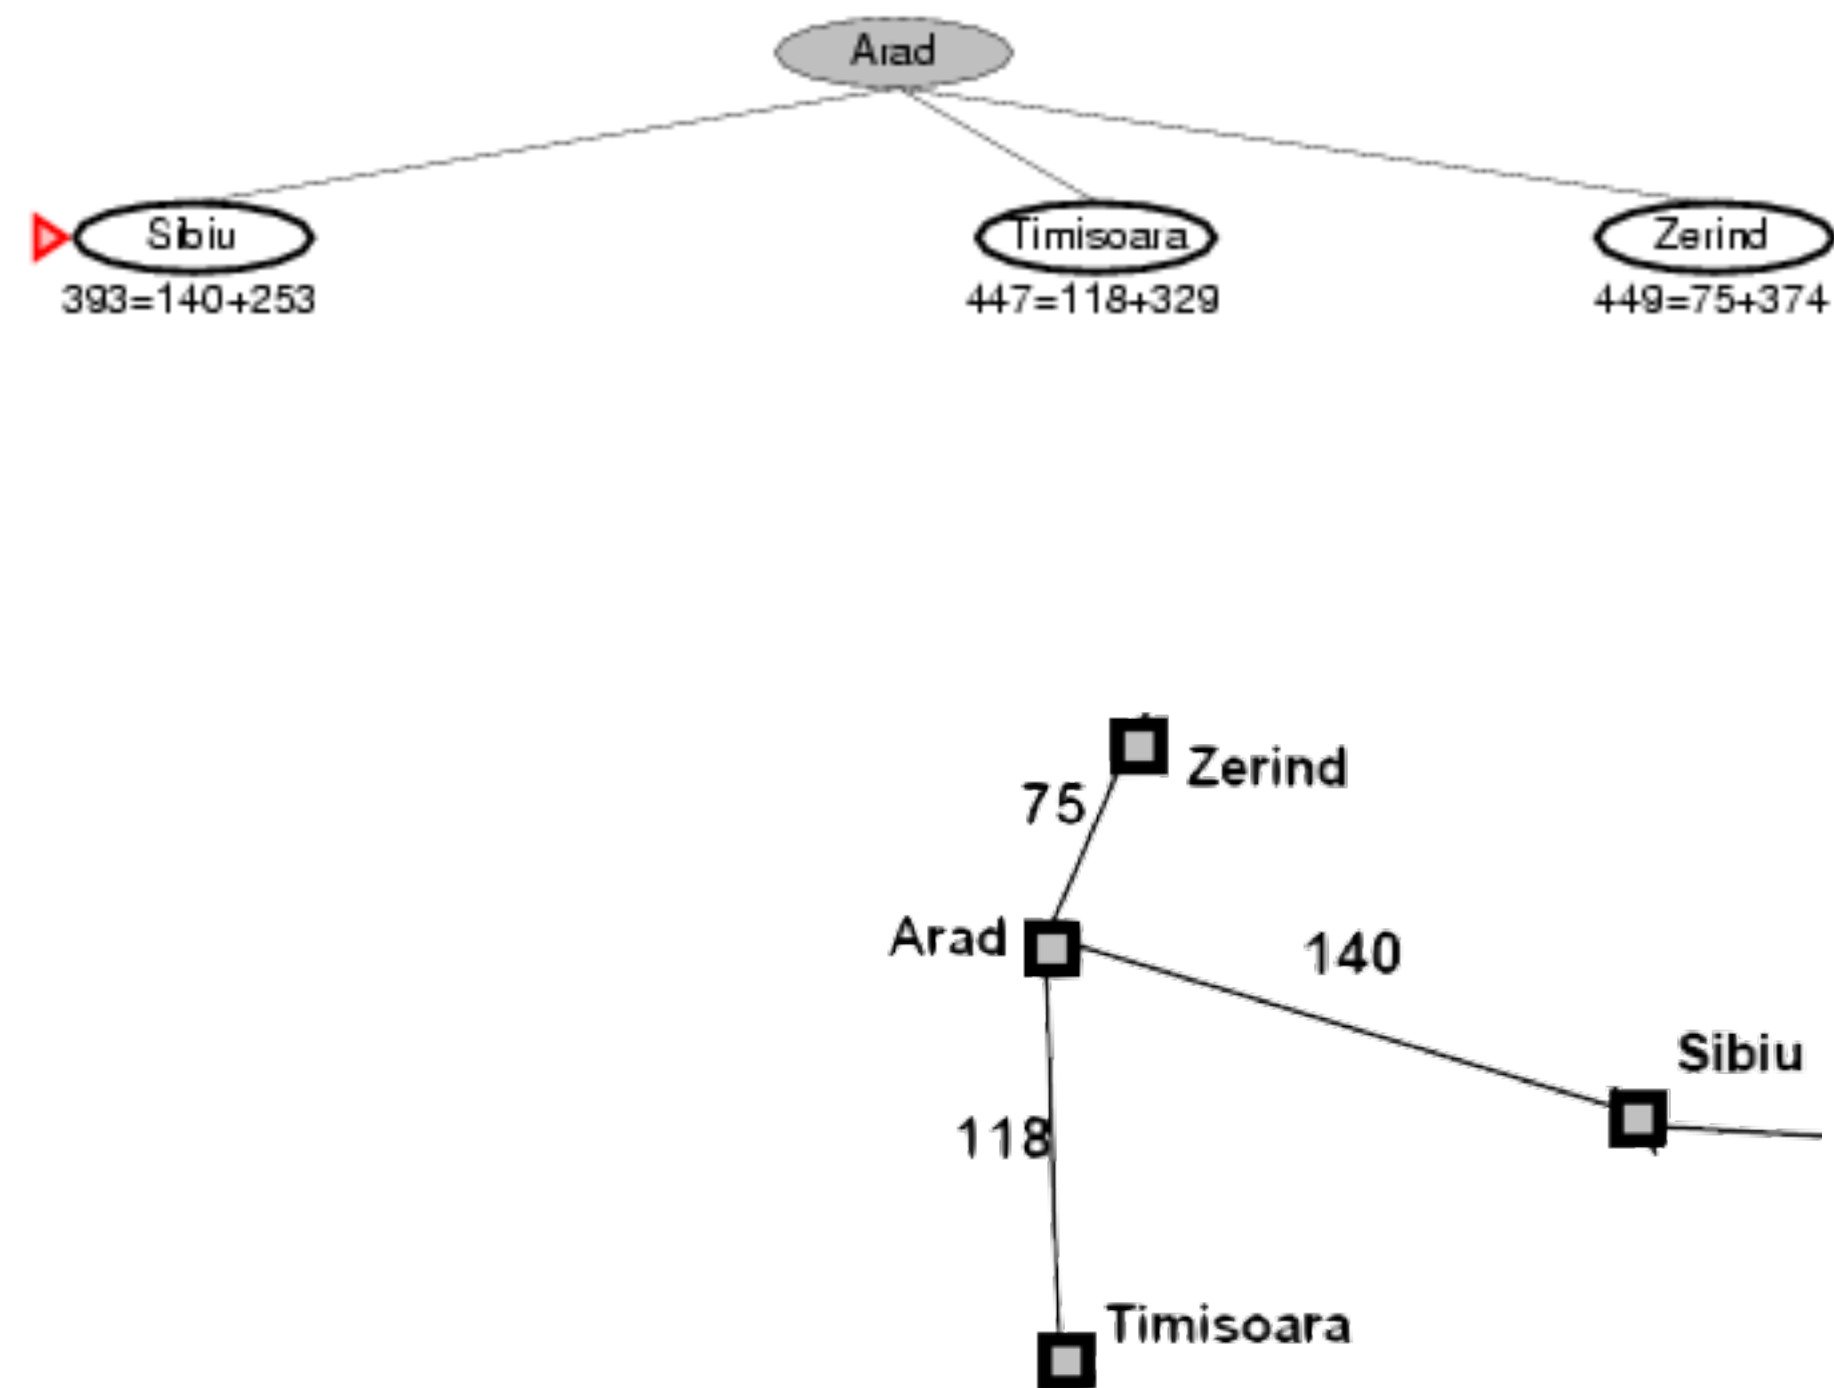 Arad
Sibiu
Timisoara
Zerind
393=140+253
447=118+329
449=75+374
Zerind
75
Arad
140
Sibiu
118
Timisoara